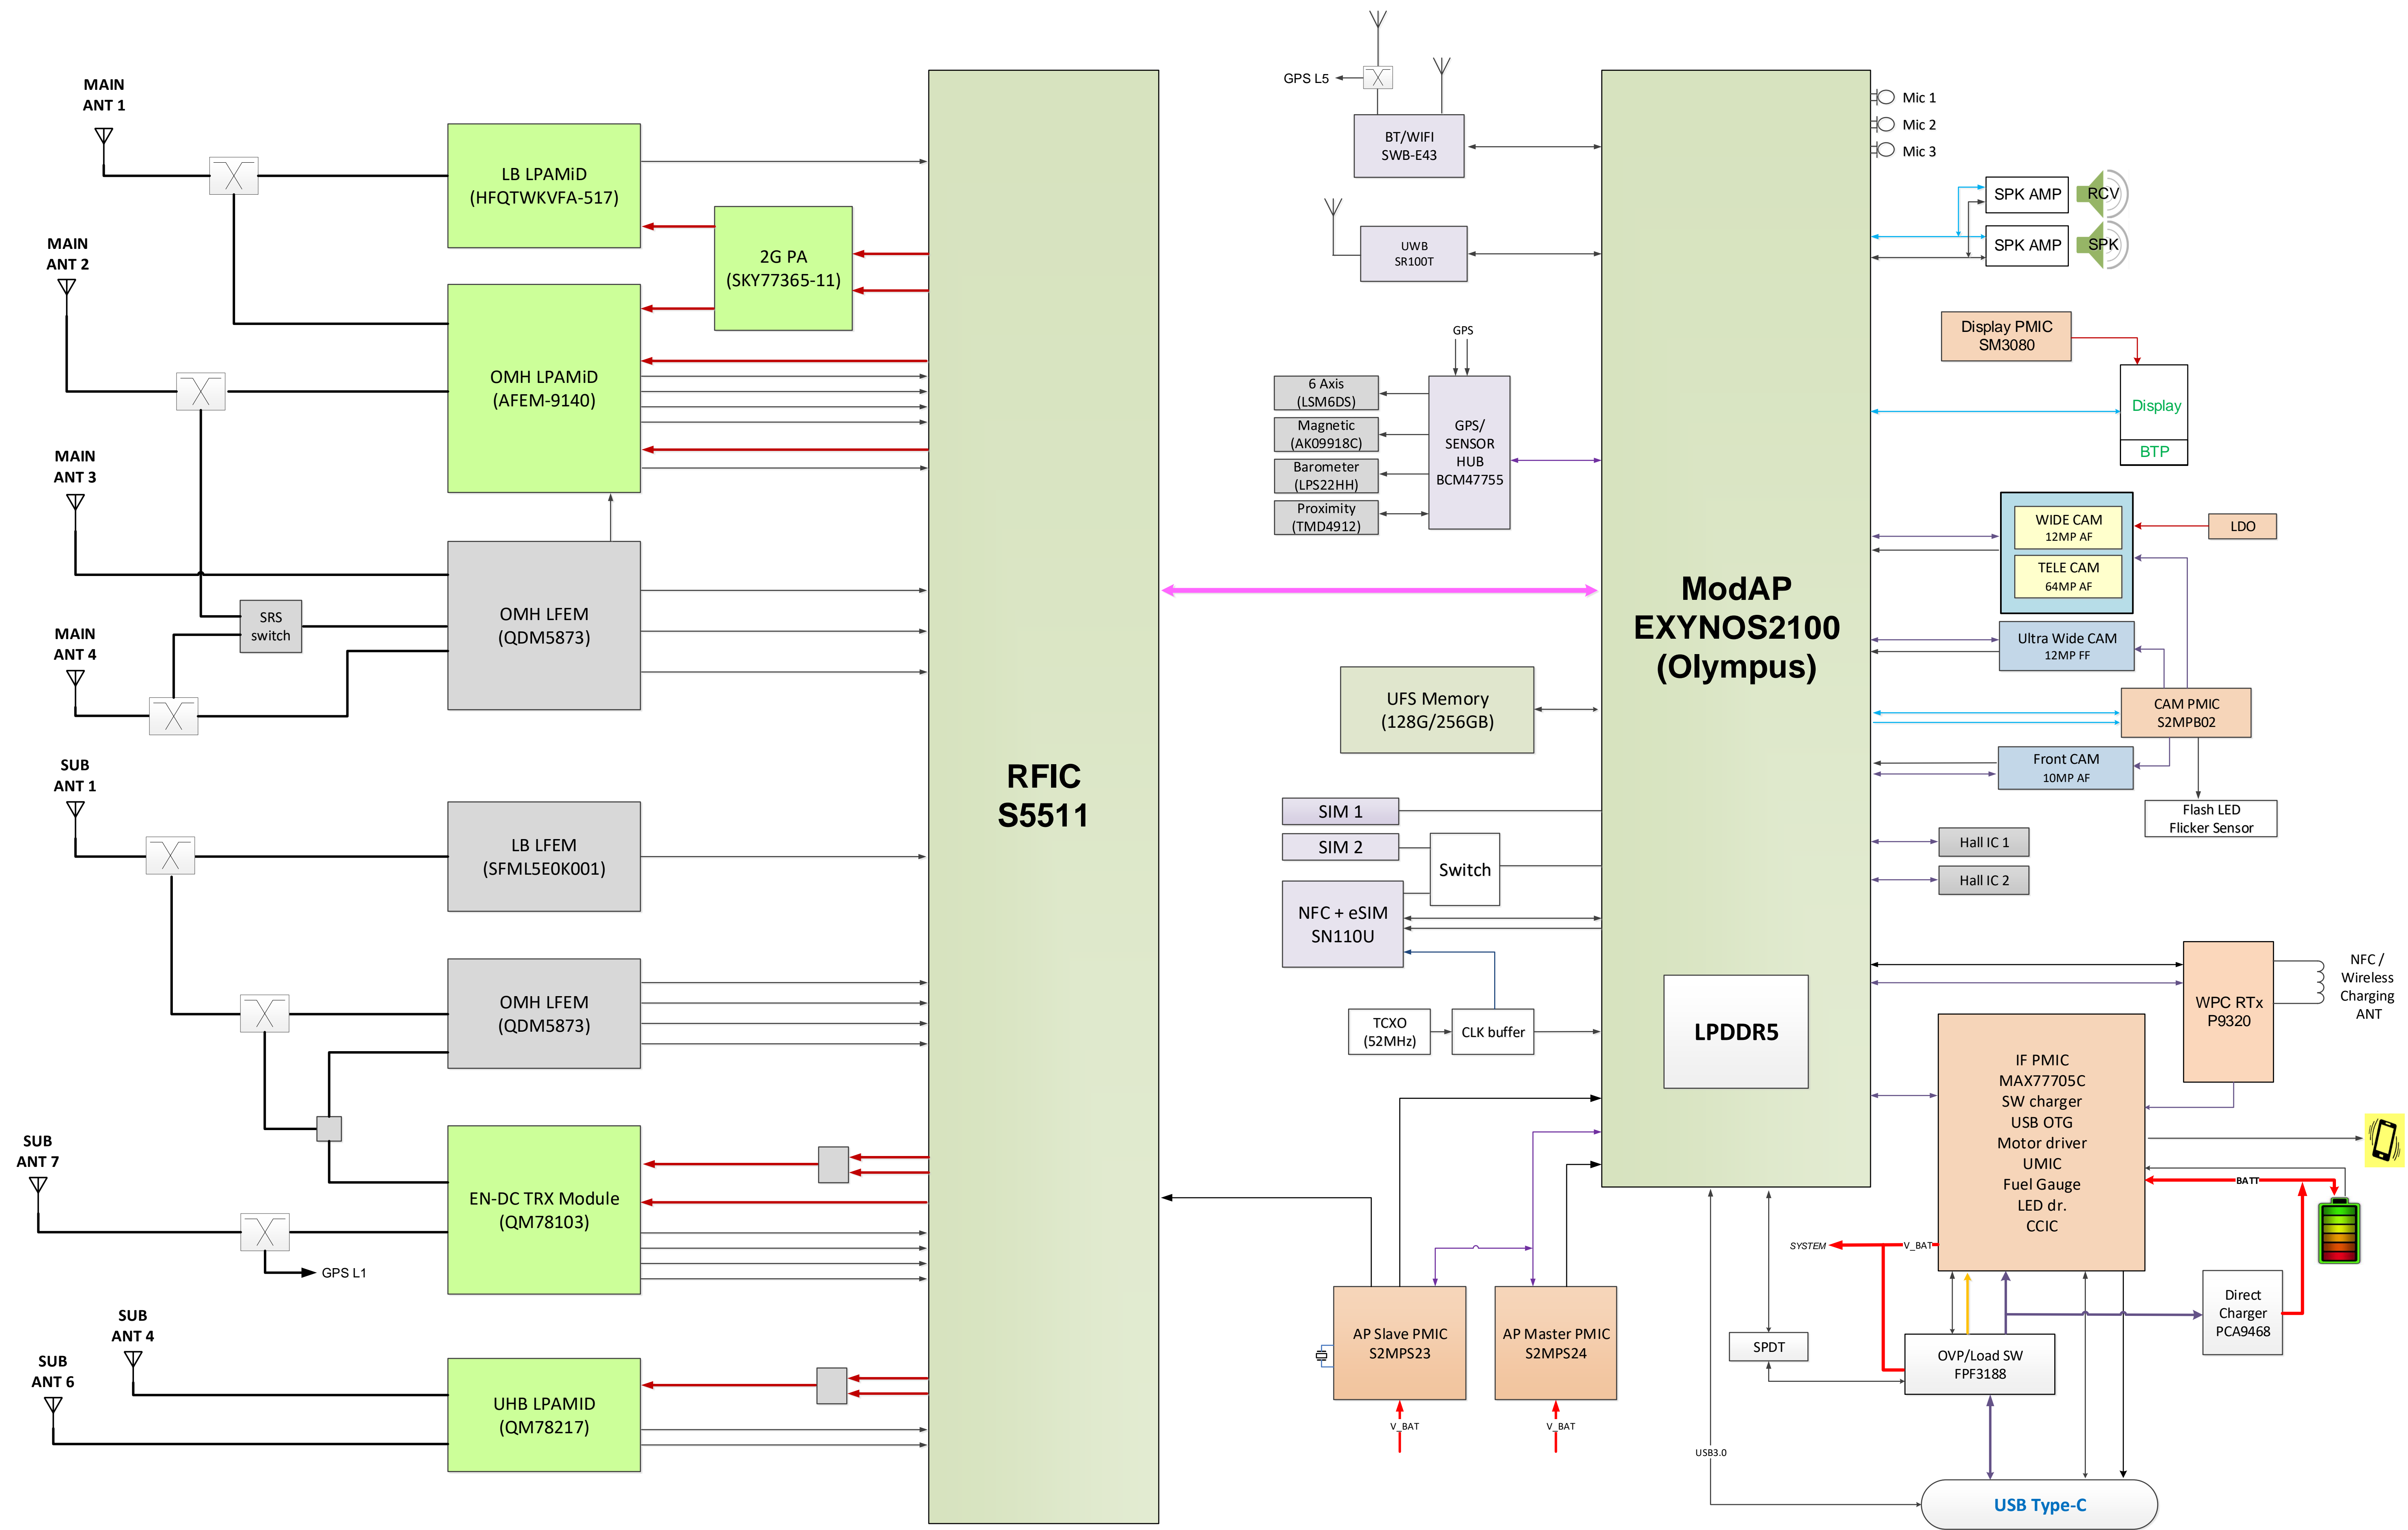 MAIN
ANT 1
MAIN
ANT 2
MAIN
ANT 3
MAIN
ANT 4
SUB
ANT 1
SUB
ANT 7
SUB
ANT 4
SUB
ANT 6
SRS
switch
GPS L1
LB LPAMiD
(HFQTWKVFA-517)
2G PA
(SKY77365-11)
OMH LPAMiD
(AFEM-9140)
OMH LFEM
(QDM5873)
LB LFEM
(SFML5E0K001)
OMH LFEM
(QDM5873)
EN-DC TRX Module
(QM78103)
UHB LPAMID
(QM78217)
RFIC
S5511
GPS L5
BT/WIFI
SWB-E43
UWB
SR100T
GPS
6 Axis
(LSM6DS)
Magnetic
(AK09918C)
Barometer
(LPS22HH)
Proximity
(TMD4912)
GPS/
SENSOR
HUB
BCM47755
UFS Memory
(128G/256GB)
SIM 1
SIM 2
Switch
NFC + eSIM
SN110U
TCXO
(52MHz)
CLK buffer
AP Slave PMIC
S2MPS23
V_BAT
AP Master PMIC
S2MPS24
V_BAT
ModAP
EXYNOS2100
(Olympus)
LPDDR5
Mic 1
Mic 2
Mic 3
SPK AMP
RCV
SPK AMP
SPK
Display PMIC
SM3080
Display
BTP
WIDE CAM
12MP AF
TELE CAM
64MP AF
LDO
Ultra Wide CAM
12MP FF
CAM PMIC
S2MPB02
Front CAM
10MP AF
Flash LED
Flicker Sensor
Hall IC 1
Hall IC 2
WPC RTx
P9320
NFC /
Wireless
Charging
ANT
IF PMIC
MAX77705C
SW charger
USB OTG
Motor driver
UMIC
Fuel Gauge
LED dr.
CCIC
BATT
SYSTEM
V_BAT
Direct
Charger
PCA9468
SPDT
OVP/Load SW
FPF3188
USB3.0
USB Type-C